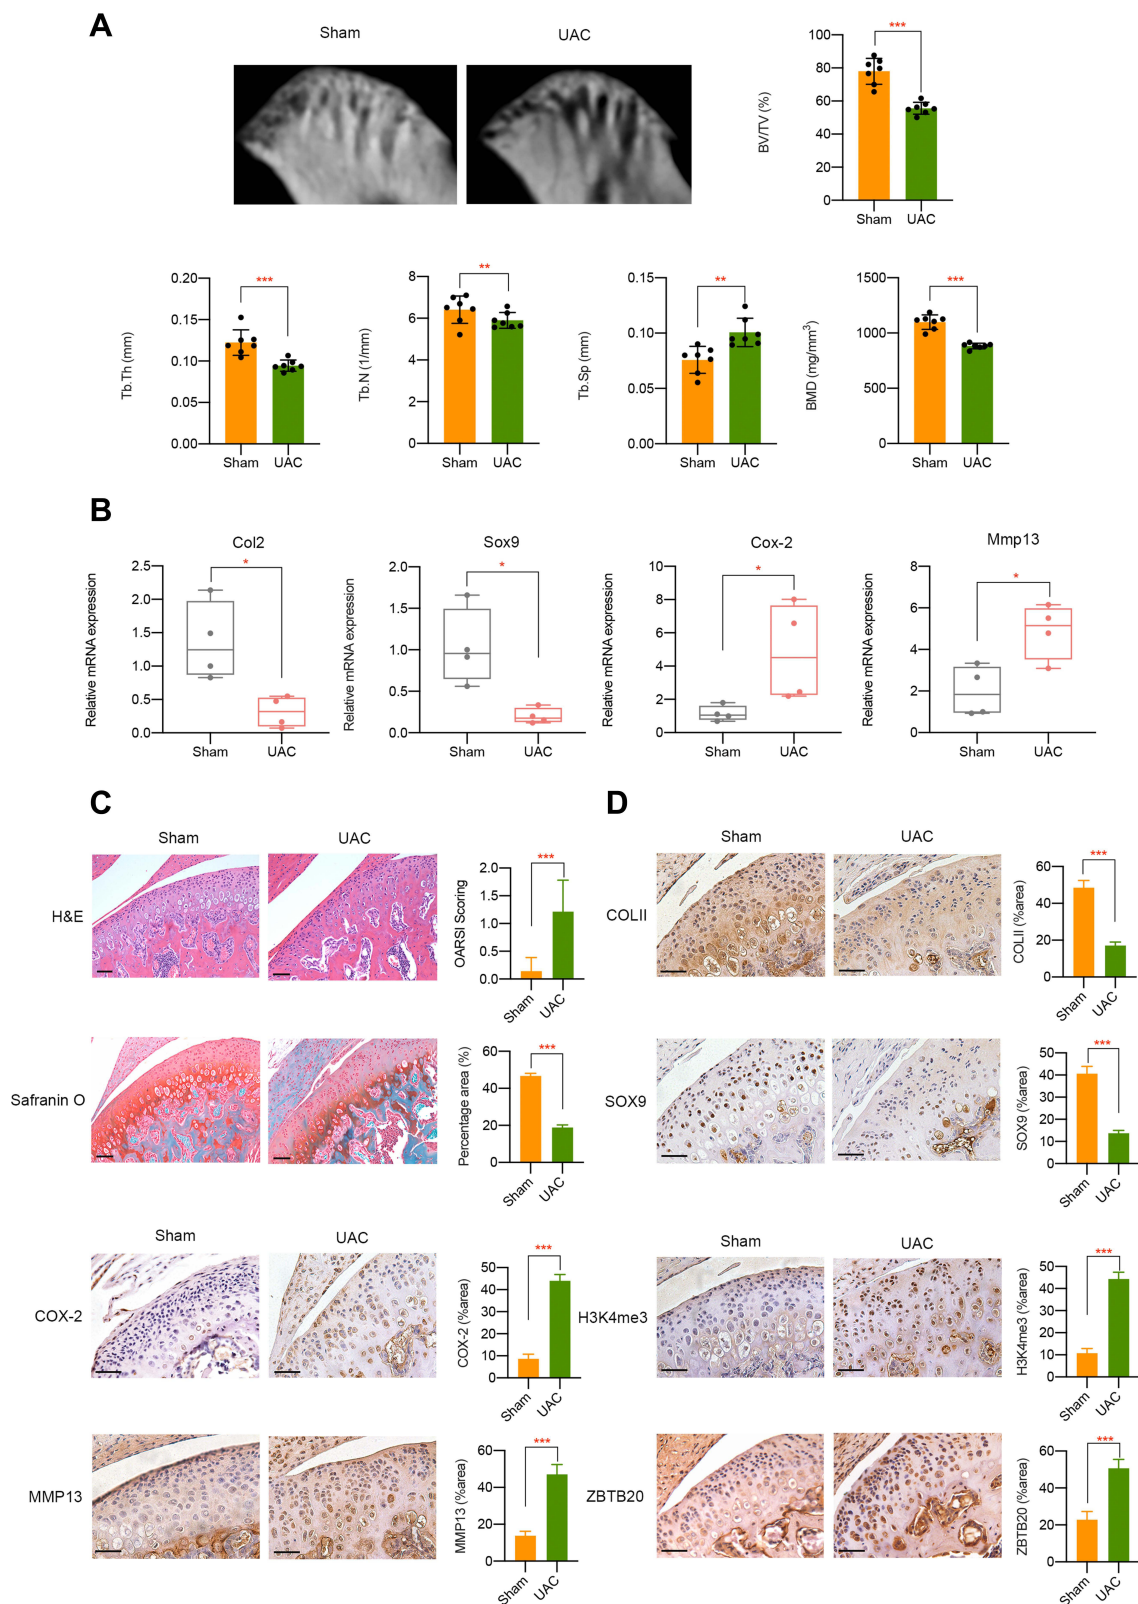 A
Sham
UAC
***
BV/TV (%)
100
80
60
40
20
0
Sham
UAC
***
Tb.Th (mm)
0.20
0.15
0.10
0.05
0.00
Sham
UAC
**
Tb.N (1/mm)
8
6
4
2
0
Sham
UAC
**
Tb.Sp (mm)
0.15
0.10
0.05
0.00
Sham
UAC
***
BMD (mg/mm³)
1500
1000
500
0
Sham
UAC
B
Col2
*
Relative mRNA expression
2.5
2.0
1.5
1.0
0.5
0.0
Sham
UAC
Sox9
*
Relative mRNA expression
2.0
1.5
1.0
0.5
0.0
Sham
UAC
Cox-2
*
Relative mRNA expression
10
8
6
4
2
0
Sham
UAC
Mmp13
*
Relative mRNA expression
8
6
4
2
0
Sham
UAC
C
Sham
UAC
H&E
***
OARSI Scoring
2.0
1.5
1.0
0.5
0.0
Sham
UAC
Safranin O
***
Percentage area (%)
60
40
20
0
Sham
UAC
Sham
UAC
COX-2
***
COX-2 (%area)
50
40
30
20
10
0
Sham
UAC
MMP13
***
MMP13 (%area)
60
40
20
0
Sham
UAC
D
Sham
UAC
COLII
***
COLII (%area)
60
40
20
0
Sham
UAC
SOX9
***
SOX9 (%area)
50
40
30
20
10
0
Sham
UAC
Sham
UAC
H3K4me3
***
H3K4me3 (%area)
50
40
30
20
10
0
Sham
UAC
ZBTB20
***
ZBTB20 (%area)
60
40
20
0
Sham
UAC